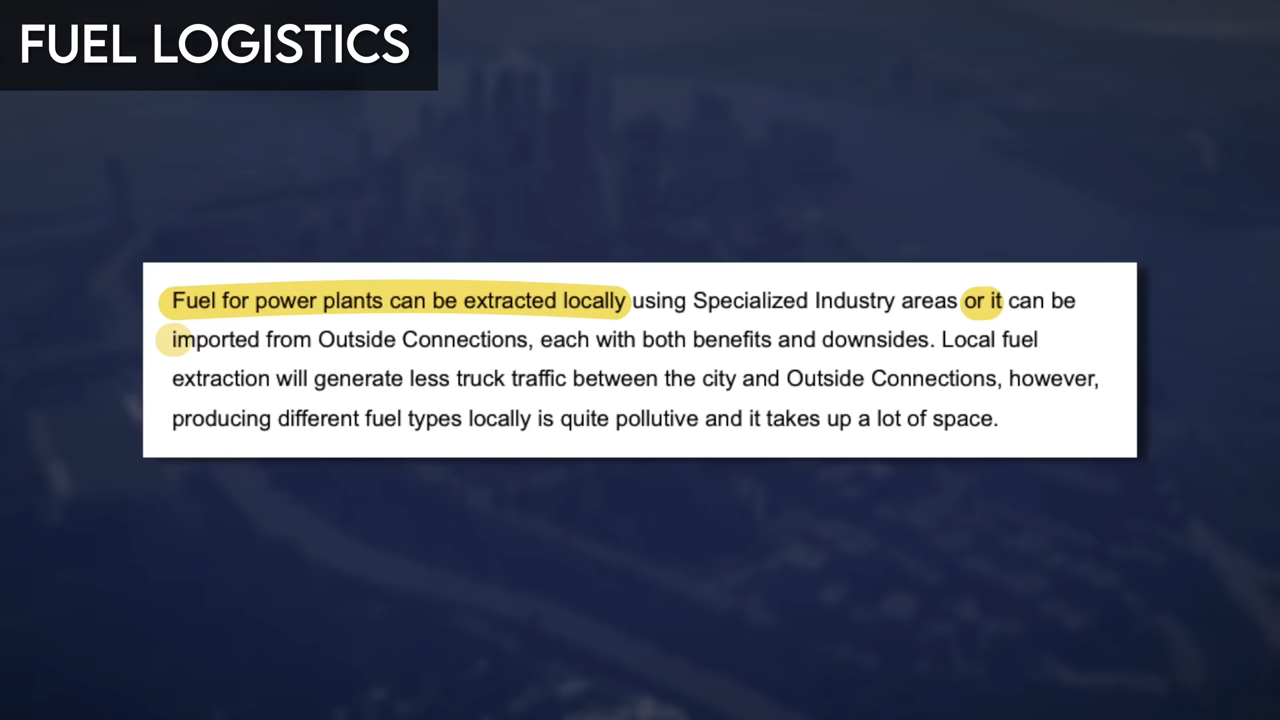 FUEL LOGISTICS
Fuel for power plants can be extracted locally using Specialized Industry areas or it can be
imported from Outside Connections, each with both benefits and downsides. Local fuel
extraction will generate less truck traffic between the city and Outside Connections, however,
producing different fuel types locally is quite pollutive and it takes up a lot of space.